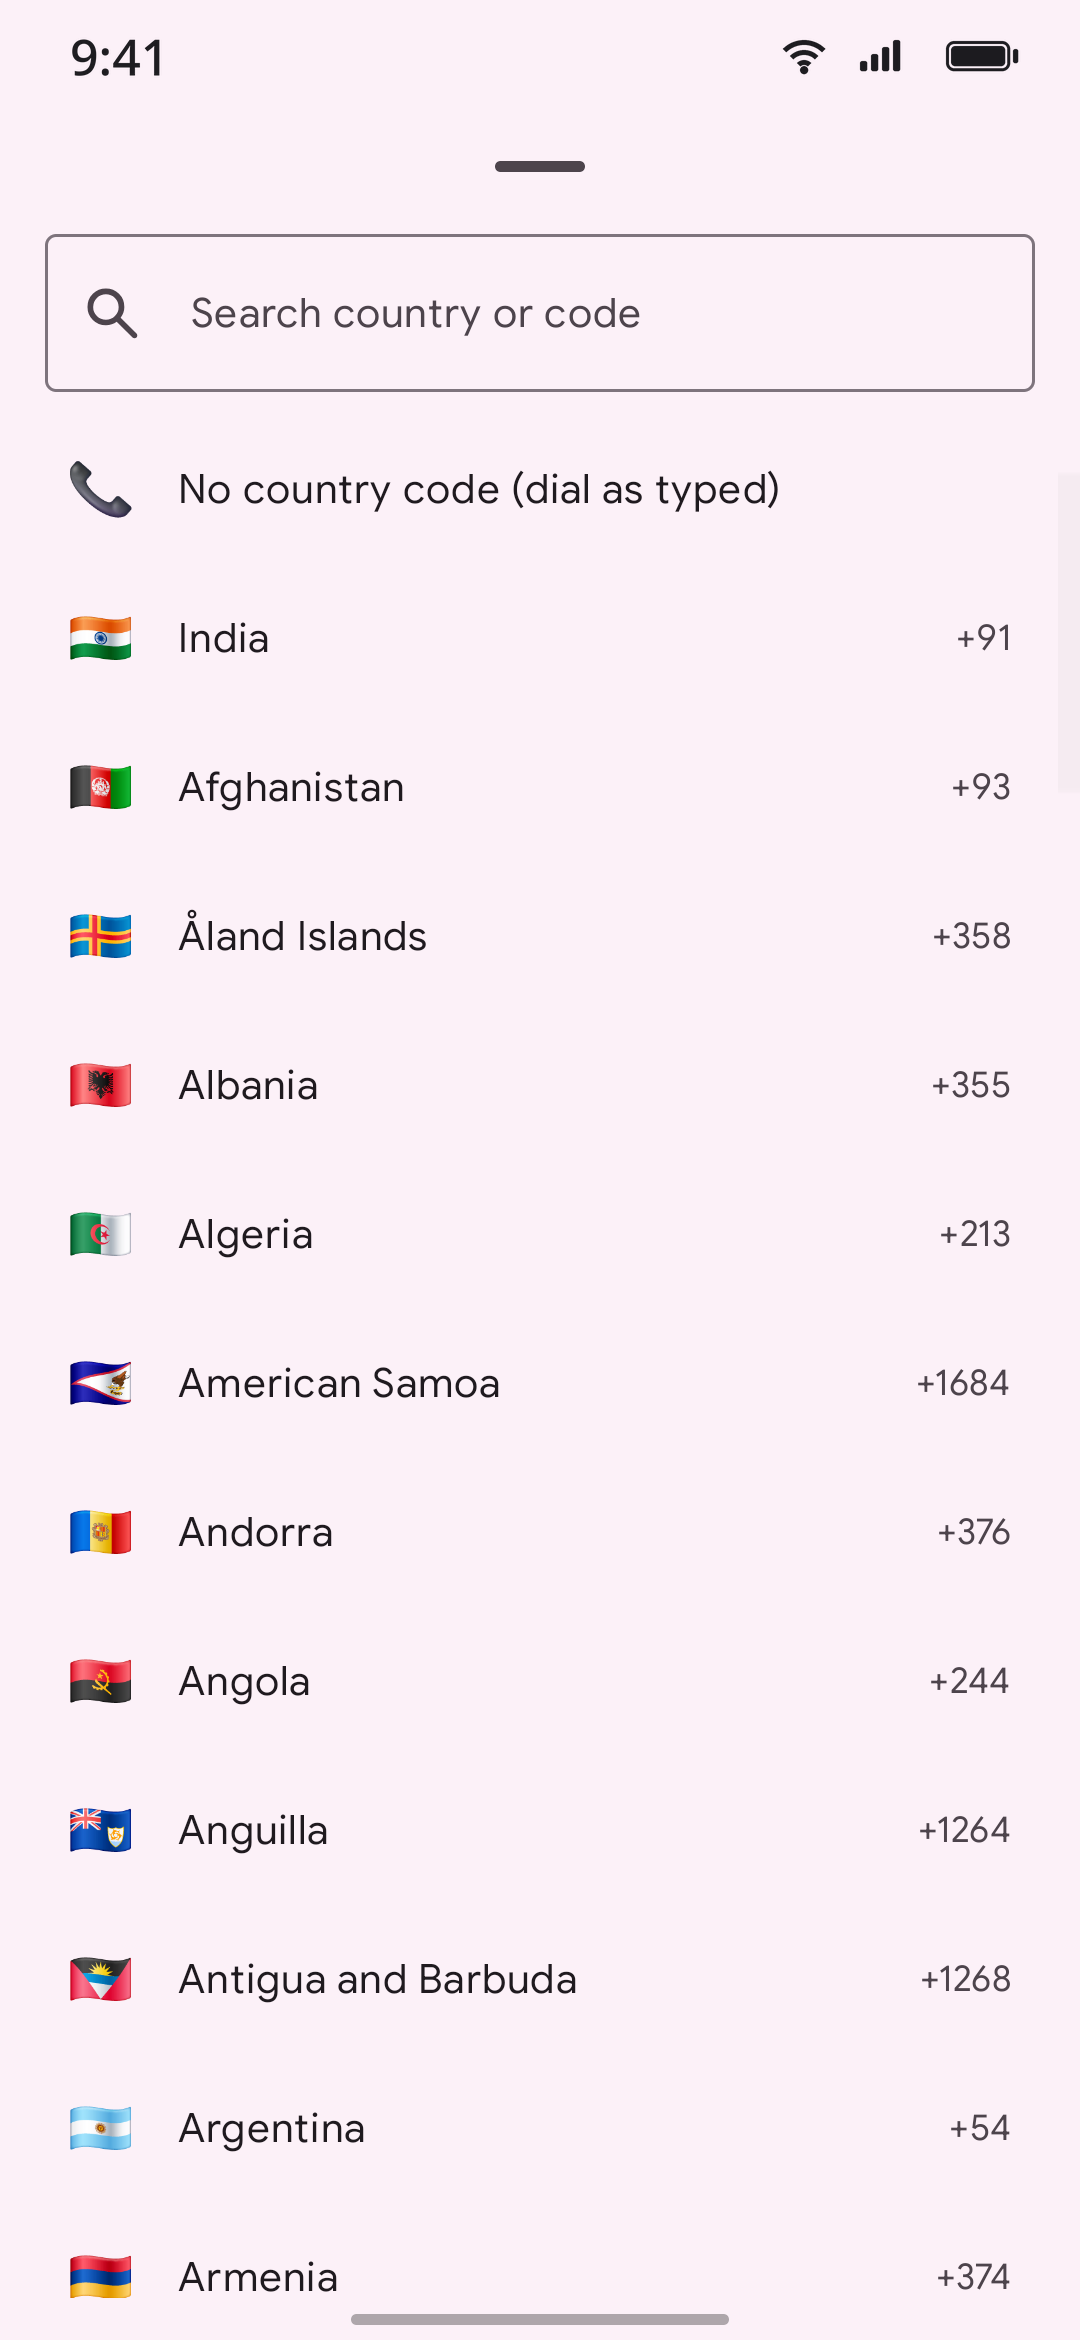 9:41
Search country or code
No country code (dial as typed)
India +91
Afghanistan +93
Åland Islands +358
Albania +355
Algeria +213
American Samoa +1684
Andorra +376
Angola +244
Anguilla +1264
Antigua and Barbuda +1268
Argentina +54
Armenia +374